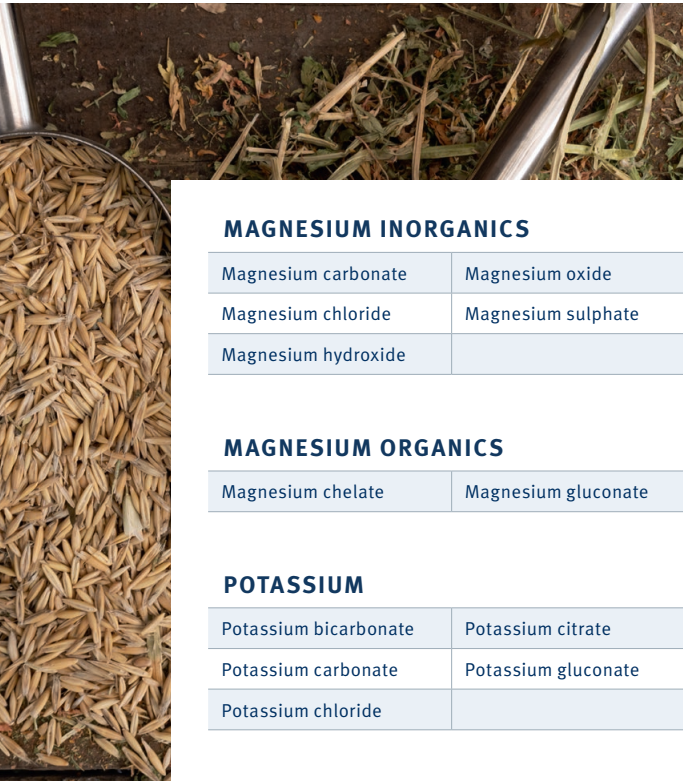 MAGNESIUM INORGANICS
Magnesium carbonate Magnesium oxide
Magnesium chloride Magnesium sulphate
Magnesium hydroxide
MAGNESIUM ORGANICS
Magnesium chelate Magnesium gluconate
POTASSIUM
Potassium bicarbonate Potassium citrate
Potassium carbonate Potassium gluconate
Potassium chloride